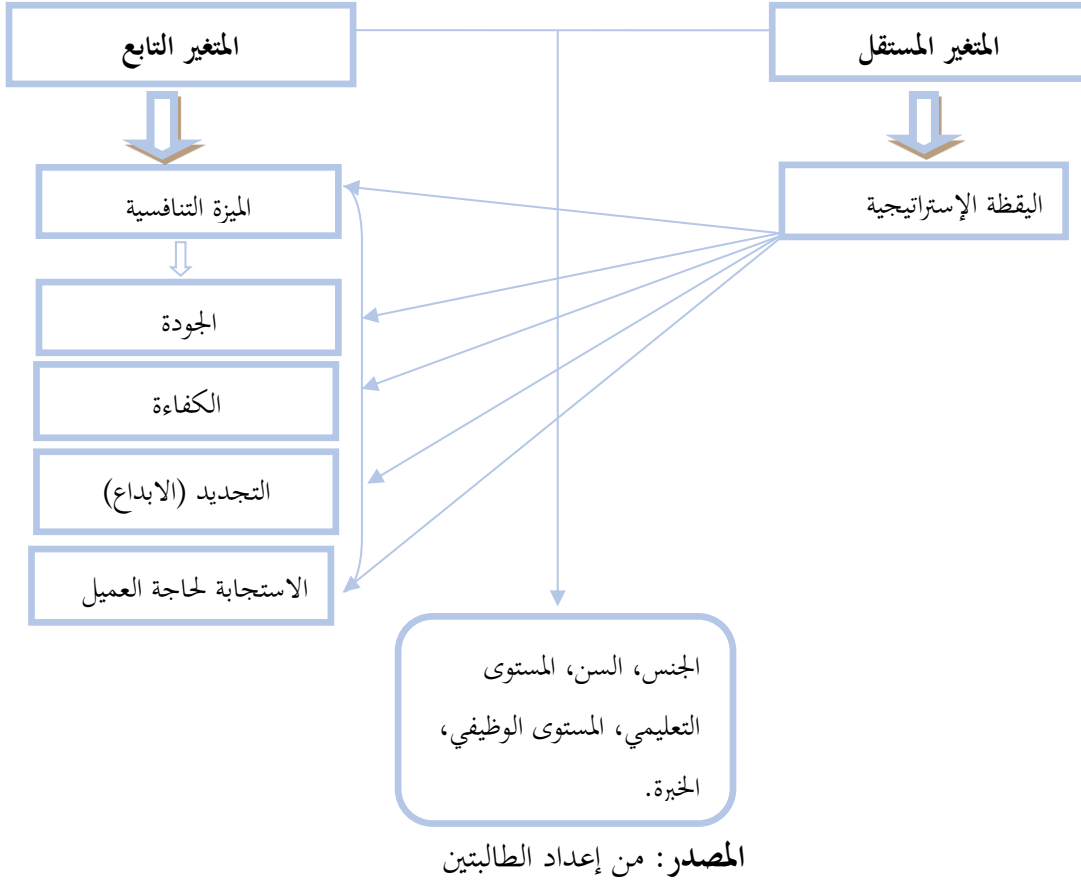 المتغير المستقل
المتغير التابع
اليقظة الإستراتيجية
الميزة التنافسية
الجودة
الكفاءة
التجديد (الابداع)
الاستجابة لحاجة العميل
الجنس، السن، المستوى
التعليمي، المستوى الوظيفي،
الخبرة.
المصدر: من إعداد الطالبتين